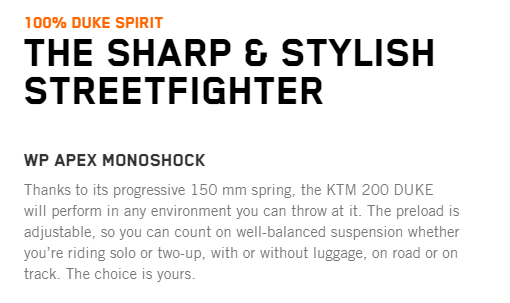 100% DUKE SPIRIT
THE SHARP & STYLISH
STREETFIGHTER
WP APEX MONOSHOCK
Thanks to its progressive 150 mm spring, the KTM 200 DUKE
will perform in any environment you can throw at it. The preload is
adjustable, so you can count on well-balanced suspension whether
you're riding solo or two-up, with or without luggage, on road or on
track. The choice is yours.